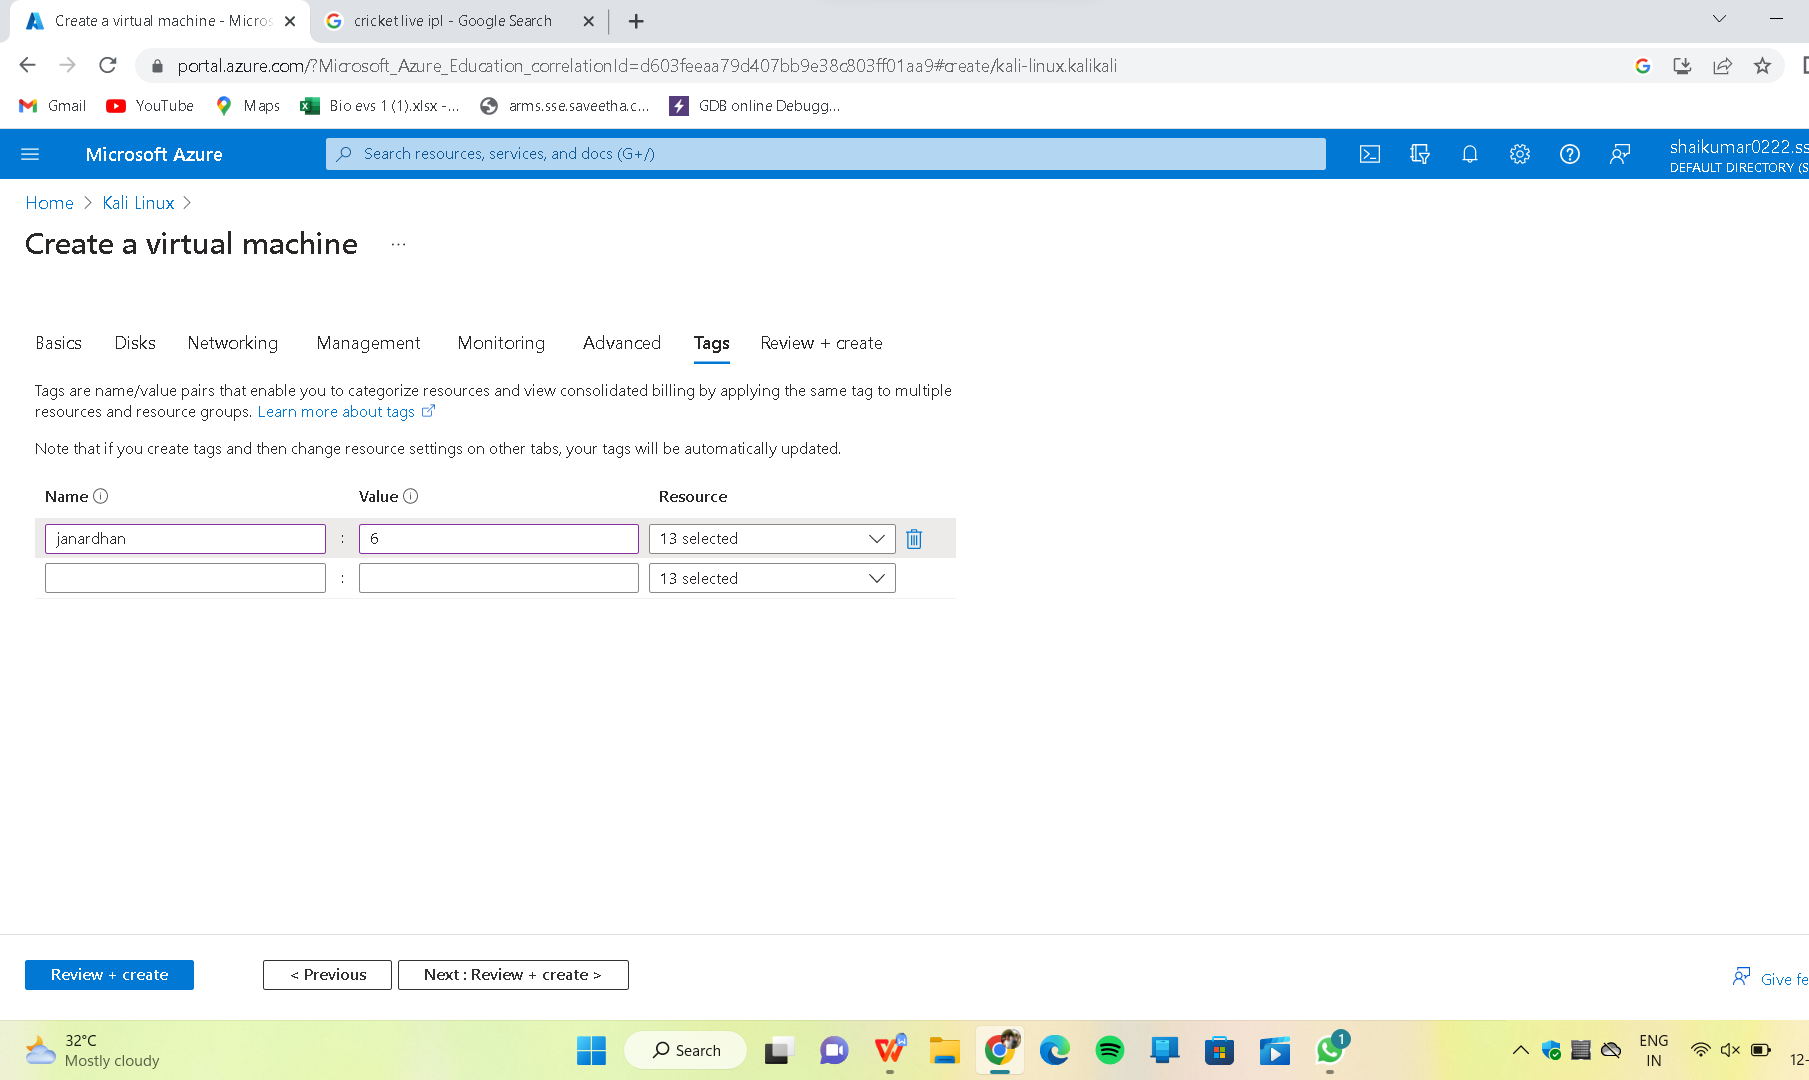 Create a virtual machine - Micros
cricket live ipl - Google Search
portal.azure.com/?Microsoft_Azure_Education_correlationId=d603feeaa79d407bb9e38c803ff01aa9#create/kali-linux.kalikali
Gmail
YouTube
Maps
Bio evs 1 (1).xlsx -...
arms.sse.saveetha.c...
GDB online Debugg...
Microsoft Azure
Search resources, services, and docs (G+/)
shaikumar0222.ss
DEFAULT DIRECTORY (S
Home > Kali Linux >
Create a virtual machine ...
Basics Disks Networking Management Monitoring Advanced Tags Review + create
Tags are name/value pairs that enable you to categorize resources and view consolidated billing by applying the same tag to multiple
resources and resource groups. Learn more about tags
Note that if you create tags and then change resource settings on other tabs, your tags will be automatically updated.
Name Value Resource
janardhan : 6 13 selected
: 13 selected
Review + create < Previous Next : Review + create >
Give fe
32°C
Mostly cloudy
Search
1
ENG
IN
12-